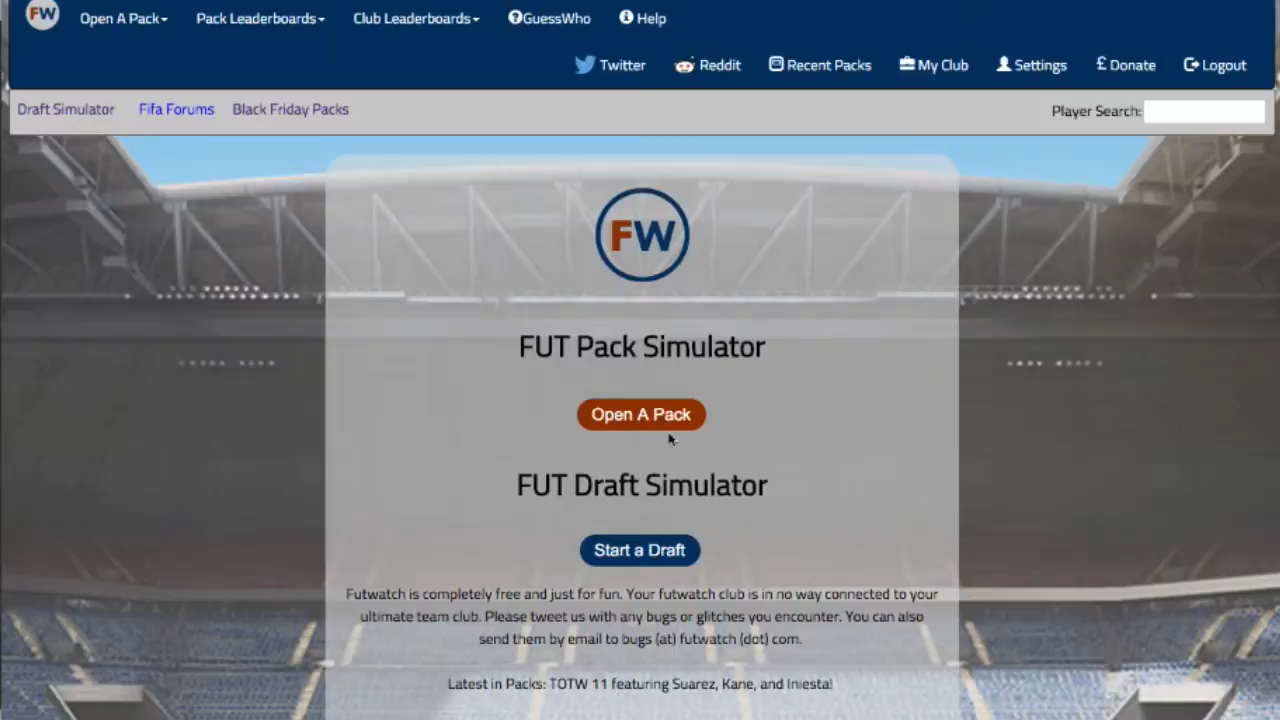 FW Open A Pack Pack Leaderboards Club Leaderboards GuessWho Help
Twitter Reddit Recent Packs My Club Settings £ Donate Logout
Draft Simulator Fifa Forums Black Friday Packs Player Search:
FW
FUT Pack Simulator
Open A Pack
FUT Draft Simulator
Start a Draft
Futwatch is completely free and just for fun. Your futwatch club is in no way connected to your
ultimate team club. Please tweet us with any bugs or glitches you encounter. You can also
send them by email to bugs (at) futwatch (dot) com.
Latest in Packs: TOTW 11 featuring Suarez, Kane, and Iniesta!